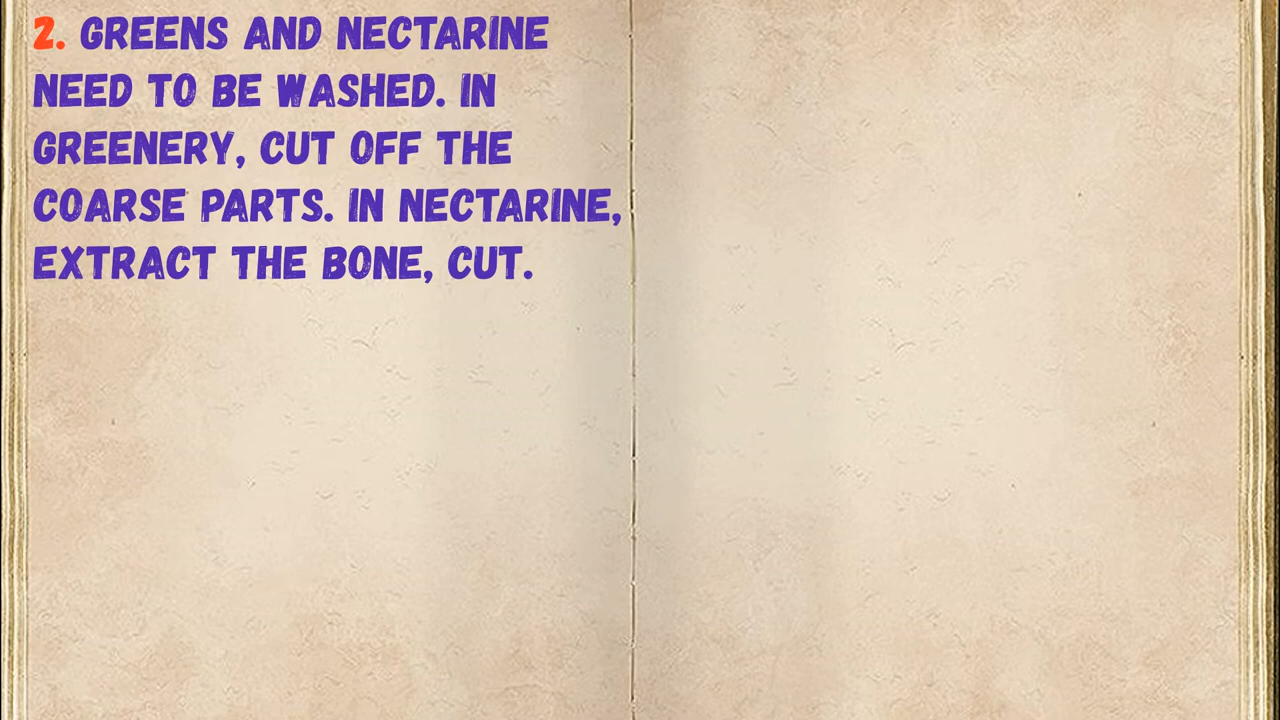 2. GREENS AND NECTARINE
NEED TO BE WASHED. IN
GREENERY, CUT OFF THE
COARSE PARTS. IN NECTARINE,
EXTRACT THE BONE, CUT.